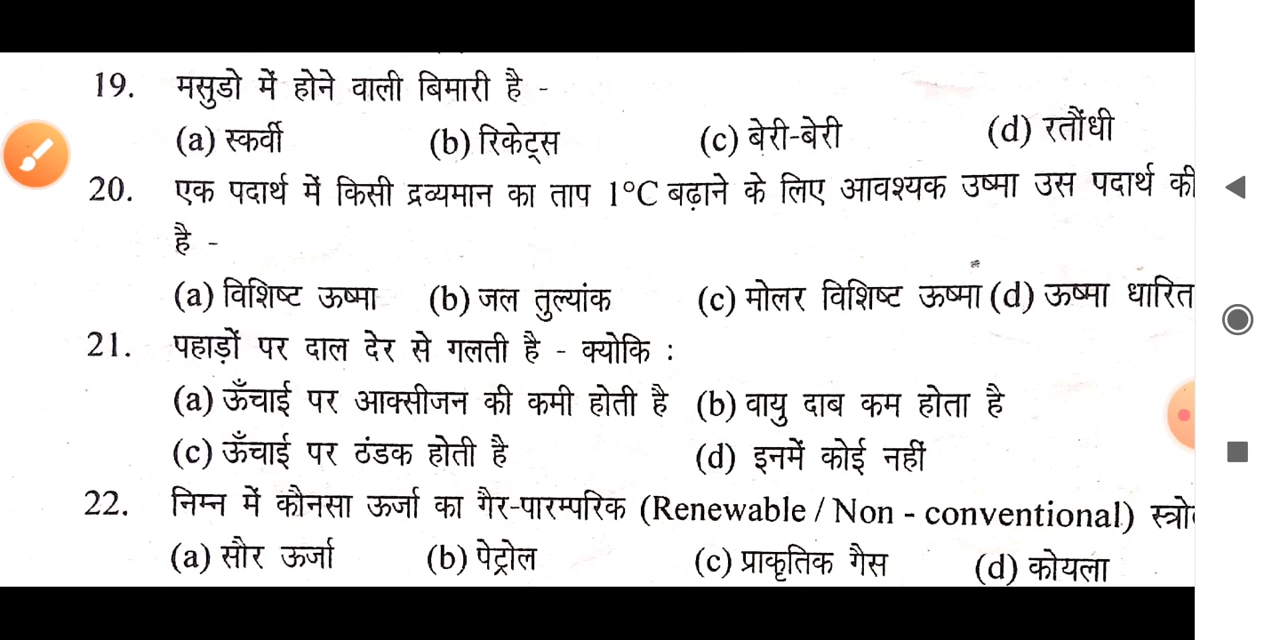 19. मसुडो में होने वाली बिमारी है -
(a) स्कर्वी (b) रिकेट्स (c) बेरी-बेरी (d) रतौंधी
20. एक पदार्थ में किसी द्रव्यमान का ताप 1°C बढ़ाने के लिए आवश्यक उष्मा उस पदार्थ की
है -
(a) विशिष्ट ऊष्मा (b) जल तुल्यांक (c) मोलर विशिष्ट ऊष्मा (d) ऊष्मा धारित
21. पहाड़ों पर दाल देर से गलती है - क्योकि :
(a) ऊँचाई पर आक्सीजन की कमी होती है (b) वायु दाब कम होता है
(c) ऊँचाई पर ठंडक होती है (d) इनमें कोई नहीं
22. निम्न में कौनसा ऊर्जा का गैर-पारम्परिक (Renewable / Non - conventional)
(a) सौर ऊर्जा (b) पेट्रोल (c) प्राकृतिक गैस (d) कोयला